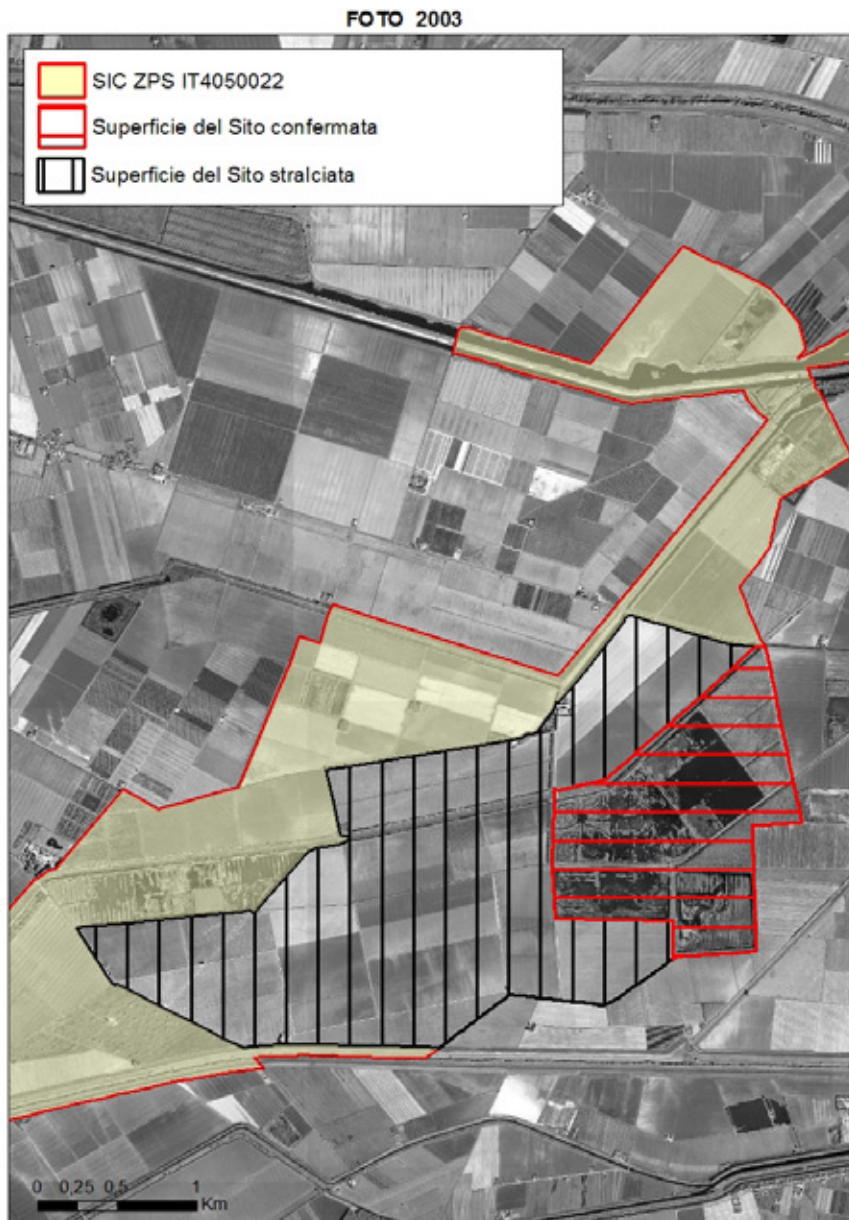 FOTO 2003
SIC ZPS IT4050022
Superficie del Sito confermata
Superficie del Sito stralciata
0 0,25 0,5 1
Km